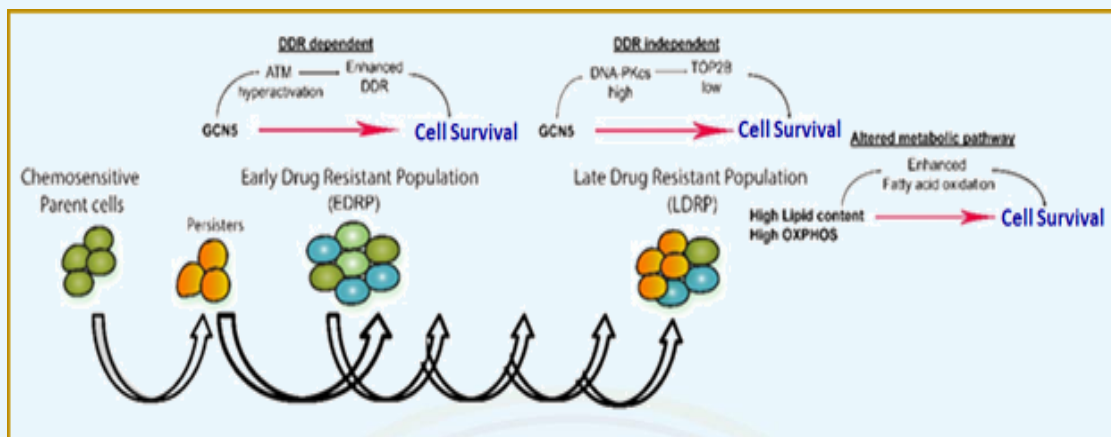 DDR dependent
ATM
hyperactivation
Enhanced
DDR
GCN5
Cell Survival
DDR independent
DNA-PKcs
high
TOP2B
low
GCN5
Cell Survival
Altered metabolic pathway
Enhanced
Fatty acid oxidation
High Lipid content
High OXPHOS
Cell Survival
Chemosensitive
Parent cells
Persisters
Early Drug Resistant Population
(EDRP)
Late Drug Resistant Population
(LDRP)